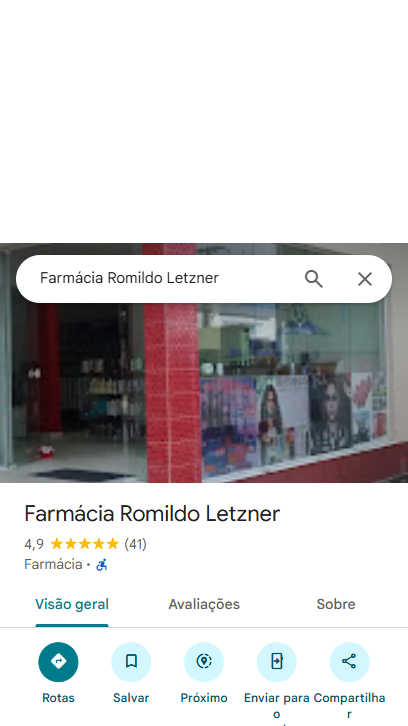 Farmácia Romildo Letzner
Farmácia Romildo Letzner
4,9 (41)
Farmácia •
Visão geral Avaliações Sobre
Rotas Salvar Próximo Enviar para o Compartilhar